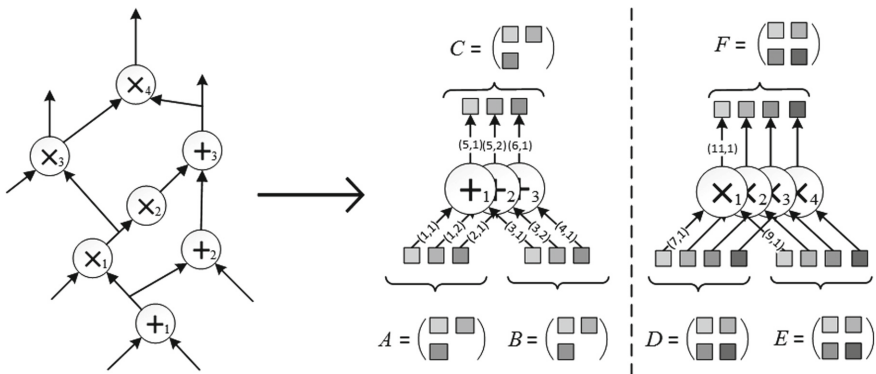 C =
F =
×4
×3
+3
(5,1) (5,2) (6,1)
(11,1)
×2
+1 +2 +3
×1 ×2 ×3 ×4
×1
+2
(1,1) (1,2) (2,1) (3,1) (3,2) (4,1)
(7,1) (9,1)
+1
A = B =
D = E =